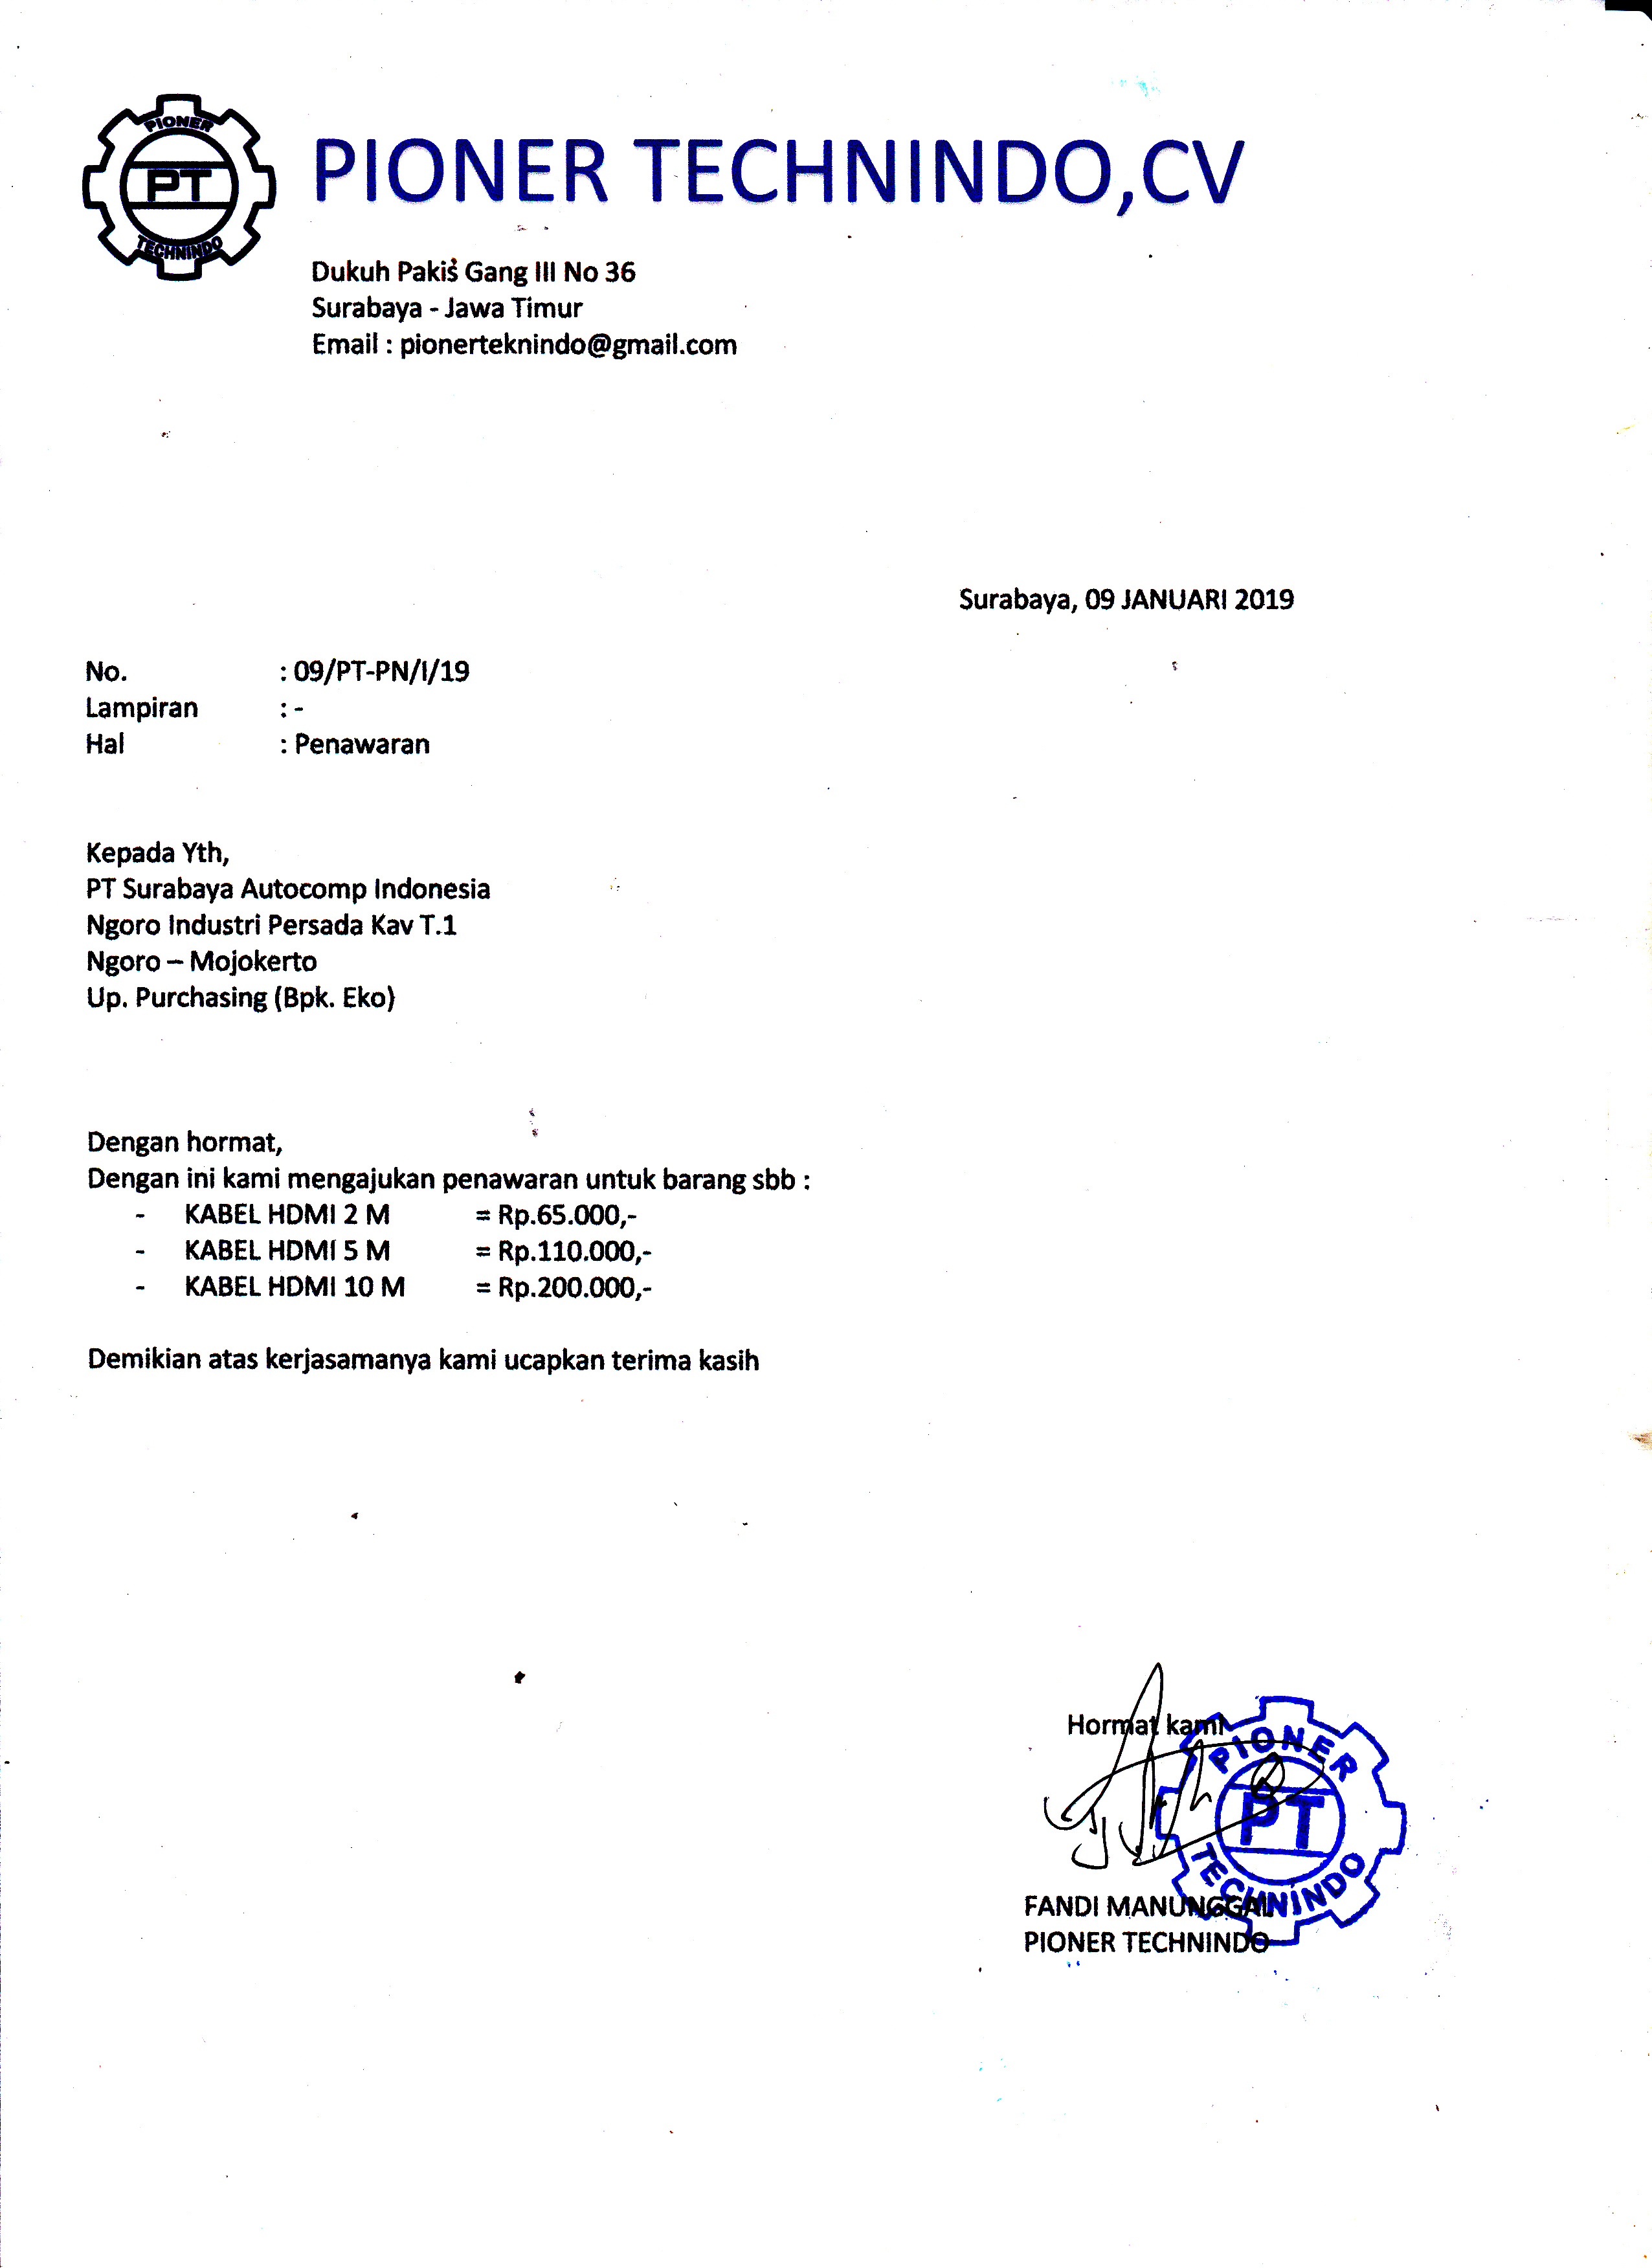 PIONER
PT
TECHNINDO
PIONER TECHNINDO,CV
Dukuh Pakis Gang III No 36
Surabaya - Jawa Timur
Email : pionerteknindo@gmail.com
Surabaya, 09 JANUARI 2019
No. : 09/PT-PN/I/19
Lampiran : -
Hal : Penawaran
Kepada Yth,
PT Surabaya Autocomp Indonesia
Ngoro Industri Persada Kav T.1
Ngoro – Mojokerto
Up. Purchasing (Bpk. Eko)
Dengan hormat,
Dengan ini kami mengajukan penawaran untuk barang sbb :
- KABEL HDMI 2 M = Rp.65.000,-
- KABEL HDMI 5 M = Rp.110.000,-
- KABEL HDMI 10 M = Rp.200.000,-
Demikian atas kerjasamanya kami ucapkan terima kasih
Hormat kami
PIONER
PT
TECHNINDO
FANDI MANUNGGAL
PIONER TECHNINDO